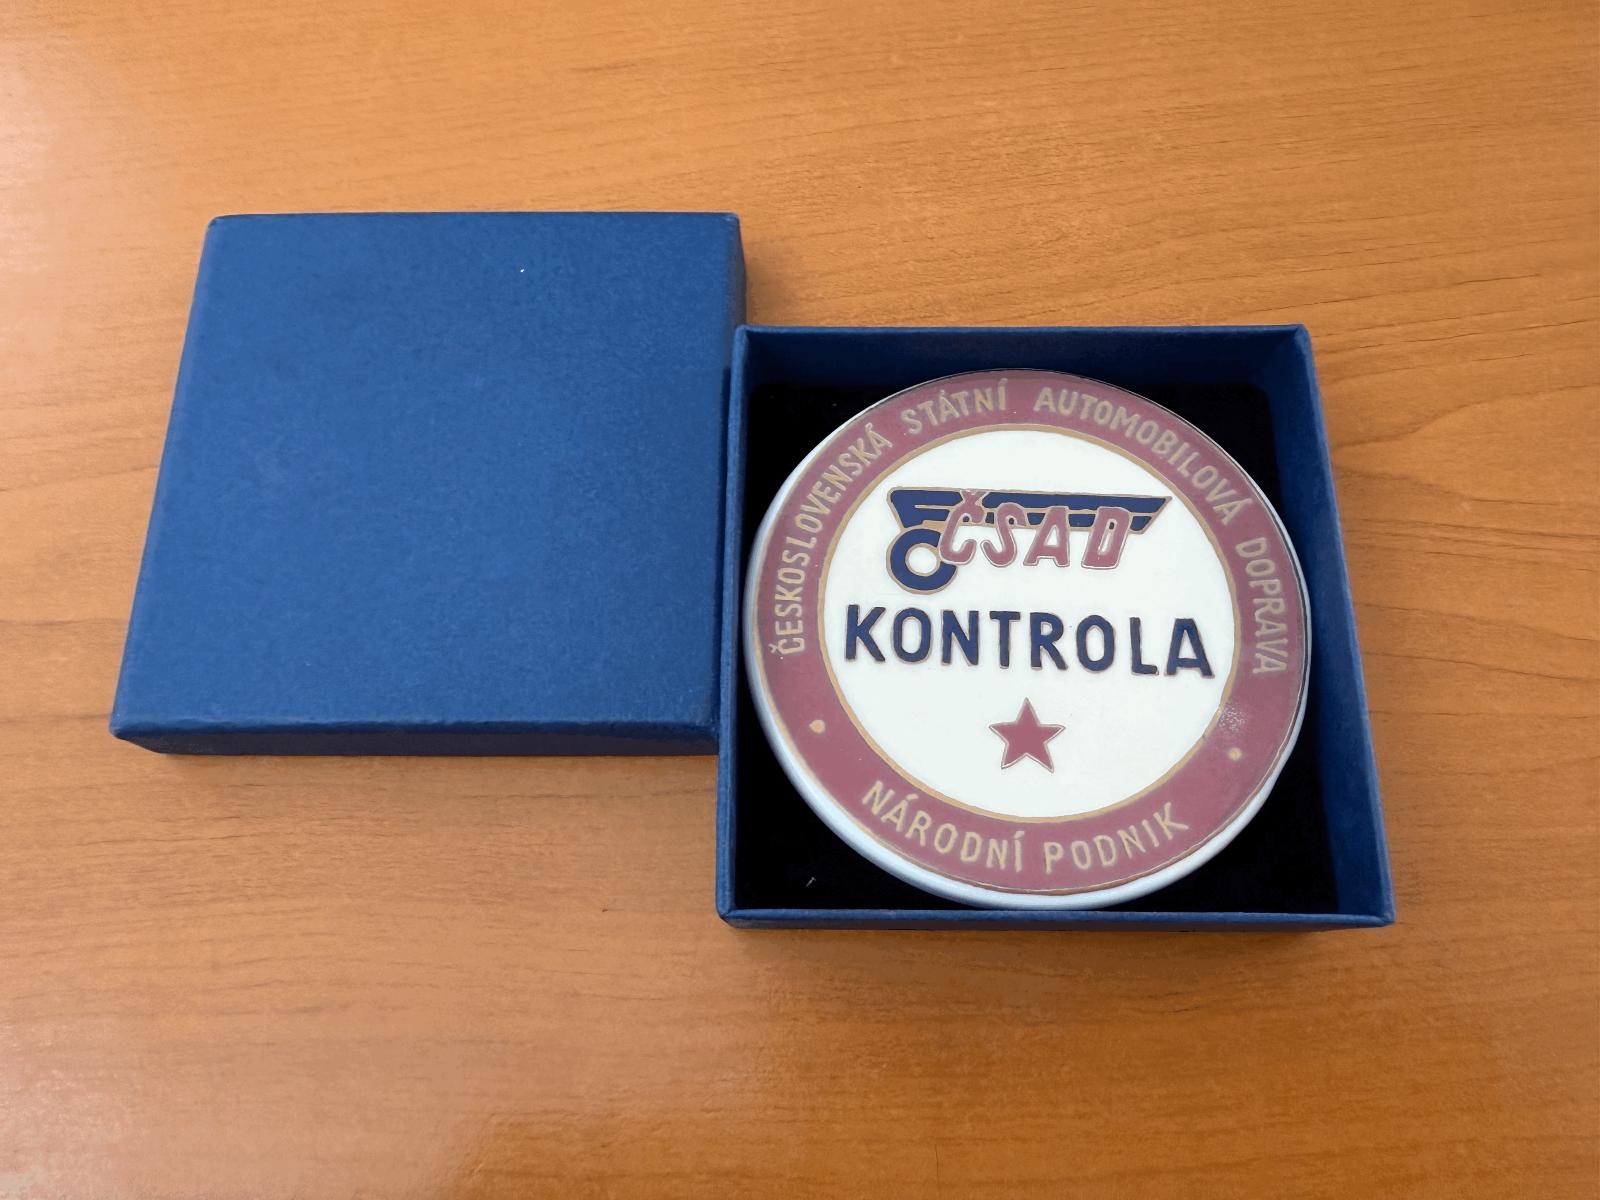 ČESKOSLOVENSKÁ STÁTNÍ AUTOMOBILOVÁ DOPRAVA
ČSAD
KONTROLA
NÁRODNÍ PODNIK